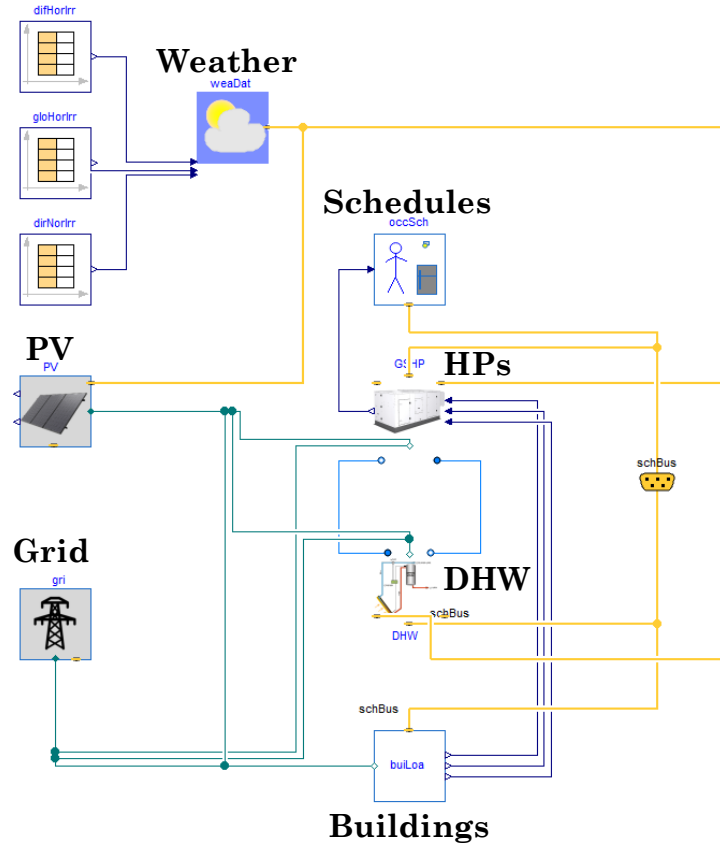 difHorIrr
Weather
weaDat
gloHorIrr
dirNorIrr
Schedules
occSch
PV
PV
HPs
GSHP
schBus
Grid
gri
DHW
schBus
DHW
schBus
buiLoa
Buildings